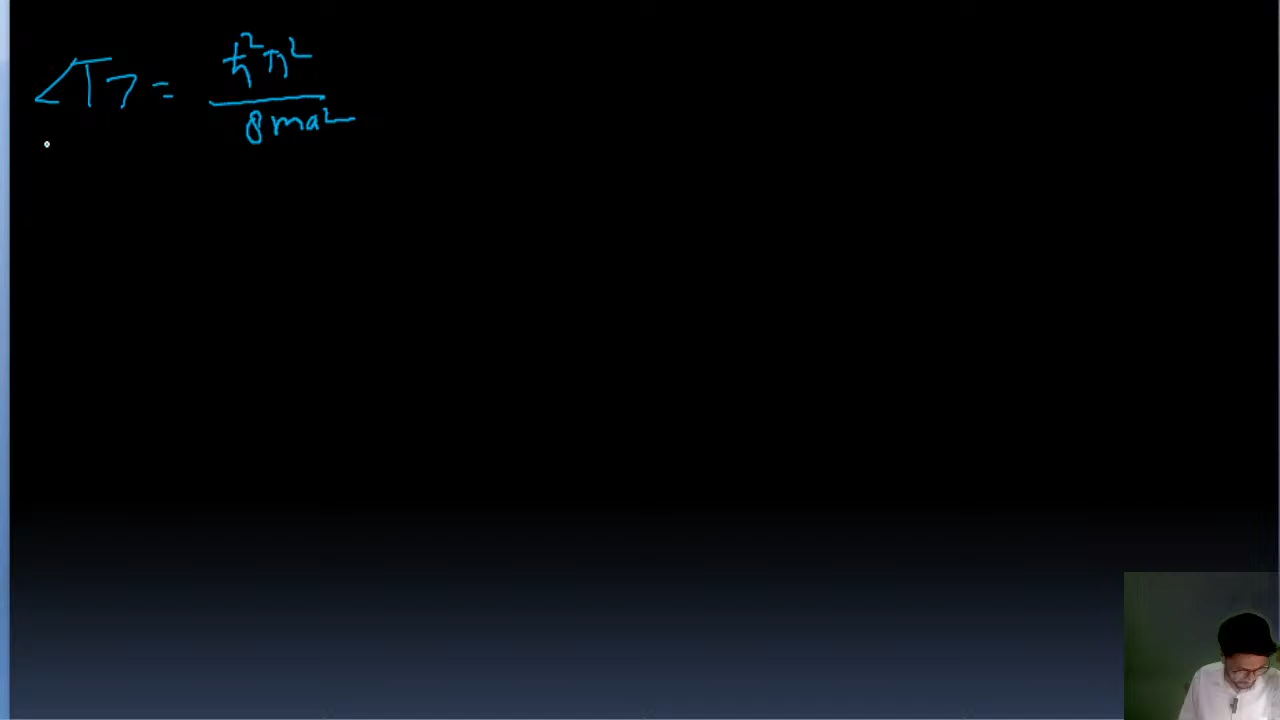 <T> = ℏ²π² / 8ma²